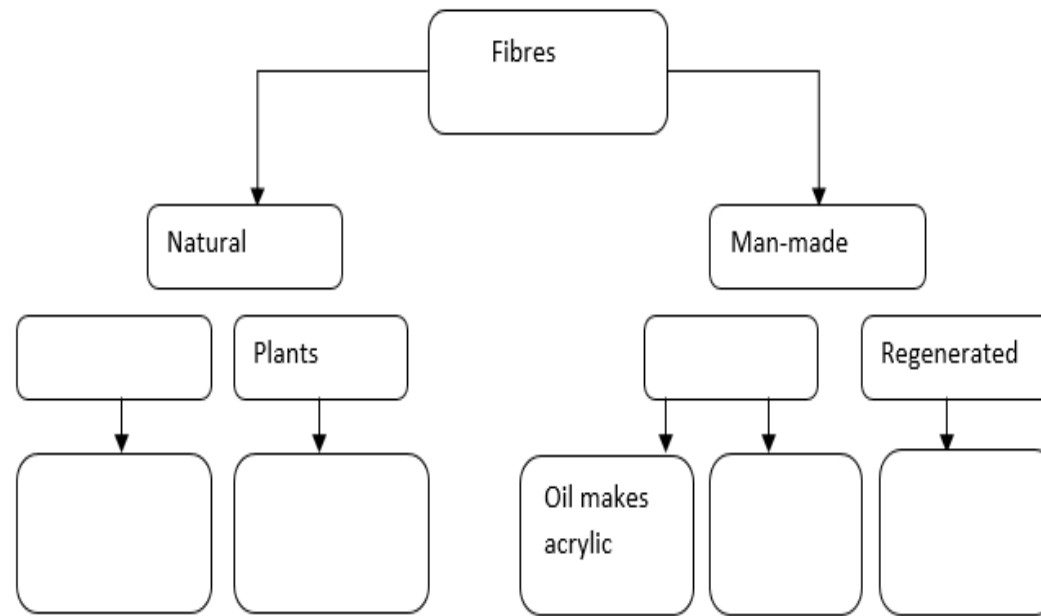 Fibres
Natural
Man-made
Plants
Regenerated
Oil makes
acrylic